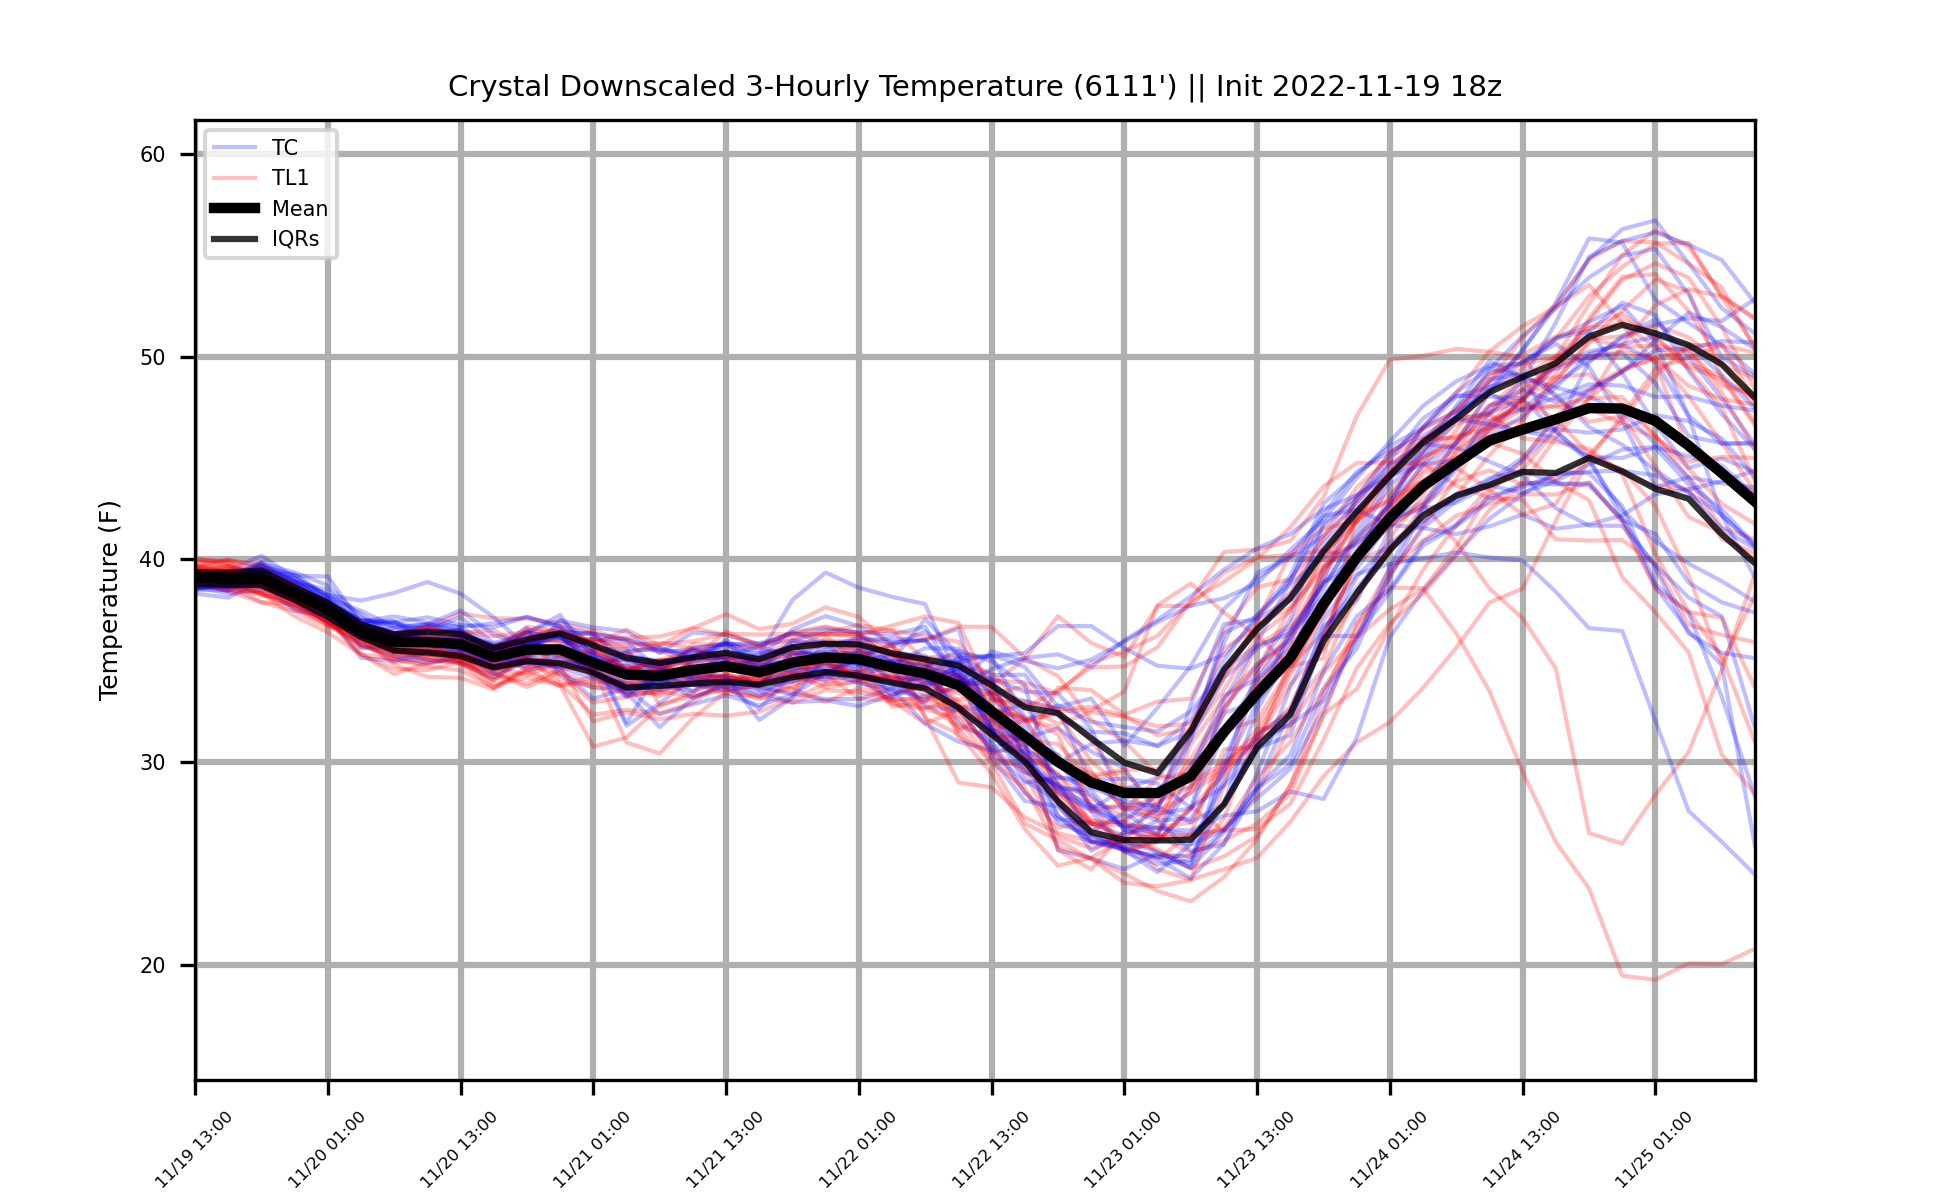 Crystal Downscaled 3-Hourly Temperature (6111') || Init 2022-11-19 18z
TC
TL1
Mean
IQRs
Temperature (F)
60
50
40
30
20
11/19 13:00
11/20 01:00
11/20 13:00
11/21 01:00
11/21 13:00
11/22 01:00
11/22 13:00
11/23 01:00
11/23 13:00
11/24 01:00
11/24 13:00
11/25 01:00